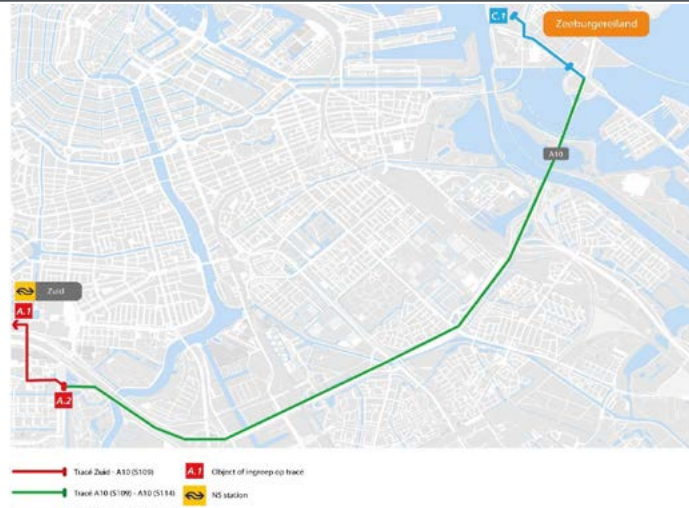 C.1
Zeeburgereiland
A10
Zuid
A.1
A.2
Tracé Zuid - A10 (S109)
A.1 Object of ingreep op tracé
Tracé A10 (S109) - A10 (S114)
NS station